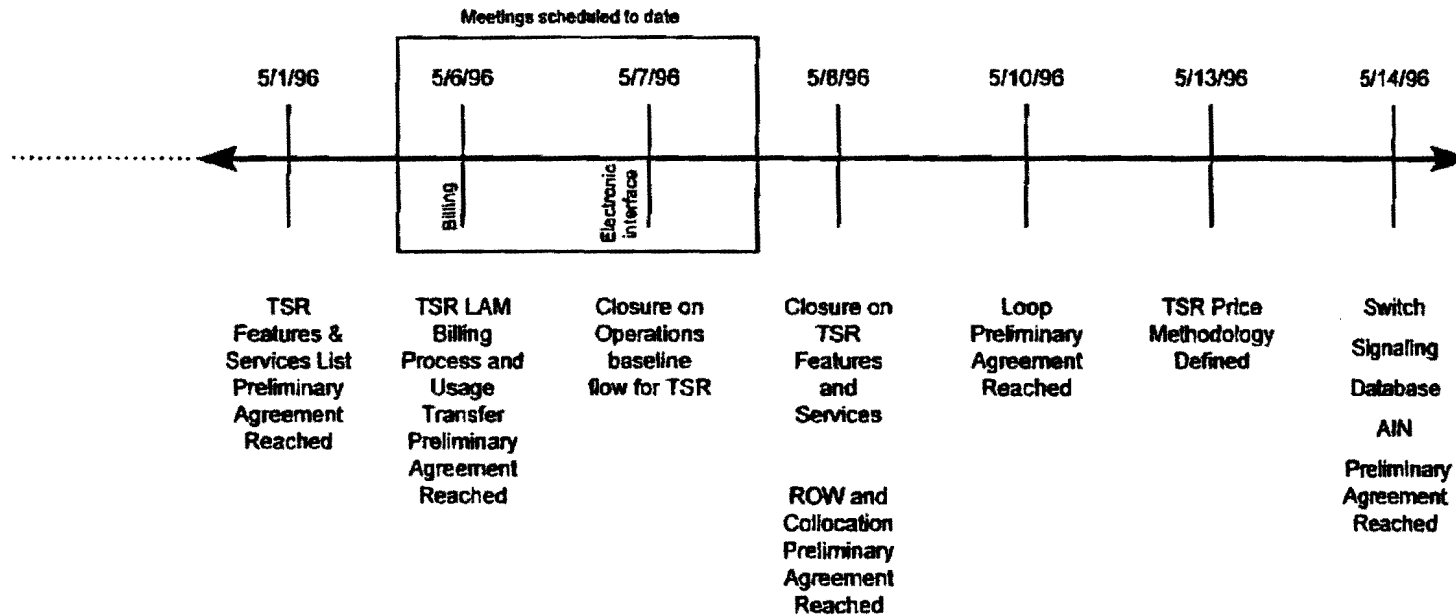 Meetings scheduled to date
5/1/96
5/6/96
5/7/96
5/8/96
5/10/96
5/13/96
5/14/96
Billing
Electronic
interface
TSR
Features &
Services List
Preliminary
Agreement
Reached
TSR LAM
Billing
Process and
Usage
Transfer
Preliminary
Agreement
Reached
Closure on
Operations
baseline
flow for TSR
Closure on
TSR
Features
and
Services
ROW and
Collocation
Preliminary
Agreement
Reached
Loop
Preliminary
Agreement
Reached
TSR Price
Methodology
Defined
Switch
Signaling
Database
AIN
Preliminary
Agreement
Reached